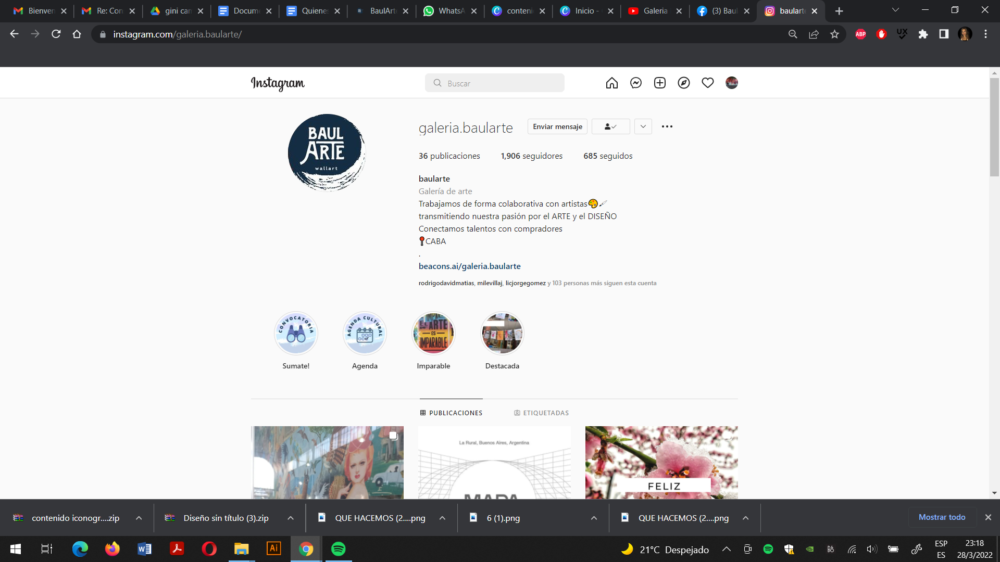 Bienven
Re: Con
gini can
Docum
Quiene
BaulArt
WhatsA
conteni
Inicio -
Galeria
(3) Baul
baularte
instagram.com/galeria.baularte/
ABP
UX
Instagram
Buscar
BAUL
ARTE
wallart
galeria.baularte
Enviar mensaje
36 publicaciones
1,906 seguidores
685 seguidos
baularte
Galería de arte
Trabajamos de forma colaborativa con artistas🎨🖌️
transmitiendo nuestra pasión por el ARTE y el DISEÑO
Conectamos talentos con compradores
📍CABA
.
beacons.ai/galeria.baularte
rodrigodavidmatias, milevillaj, licjorgegomez y 103 personas más siguen esta cuenta
CONVOCATORIA
AGENDA CULTURAL
EL ARTE
ES
IMPARABLE
Sumate!
Agenda
Imparable
Destacada
PUBLICACIONES
ETIQUETADAS
La Rural, Buenos Aires, Argentina
MAPA
FELIZ
contenido iconogr....zip
Diseño sin título (3).zip
QUE HACEMOS (2....png
6 (1).png
QUE HACEMOS (2....png
Mostrar todo
Ai
21°C Despejado
ESP
ES
23:18
28/3/2022